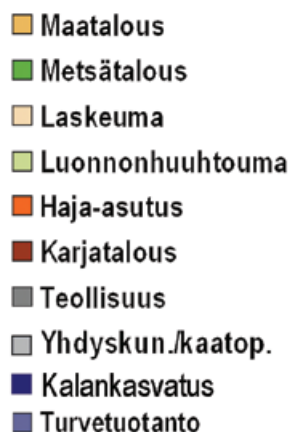 Maatalous
Metsätalous
Laskeuma
Luonnonhuuhtouma
Haja-asutus
Karjatalous
Teollisuus
Yhdyskun./kaatop.
Kalankasvatus
Turvetuotanto